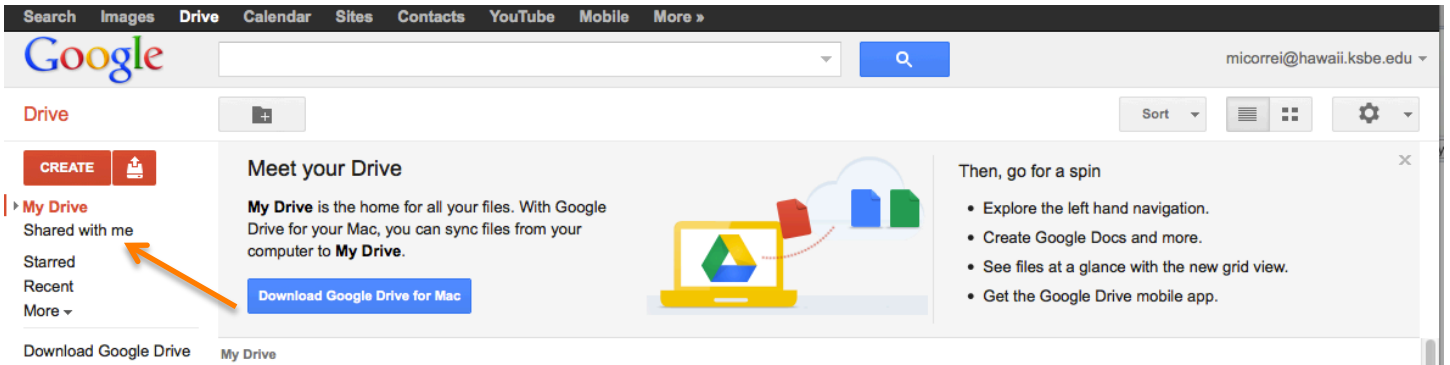 Search Images Drive Calendar Sites Contacts YouTube Mobile More »
Google
micorrei@hawaii.ksbe.edu
Drive
Sort
CREATE
My Drive
Shared with me
Starred
Recent
More
Download Google Drive
Meet your Drive
My Drive is the home for all your files. With Google
Drive for your Mac, you can sync files from your
computer to My Drive.
Download Google Drive for Mac
Then, go for a spin
• Explore the left hand navigation.
• Create Google Docs and more.
• See files at a glance with the new grid view.
• Get the Google Drive mobile app.
My Drive